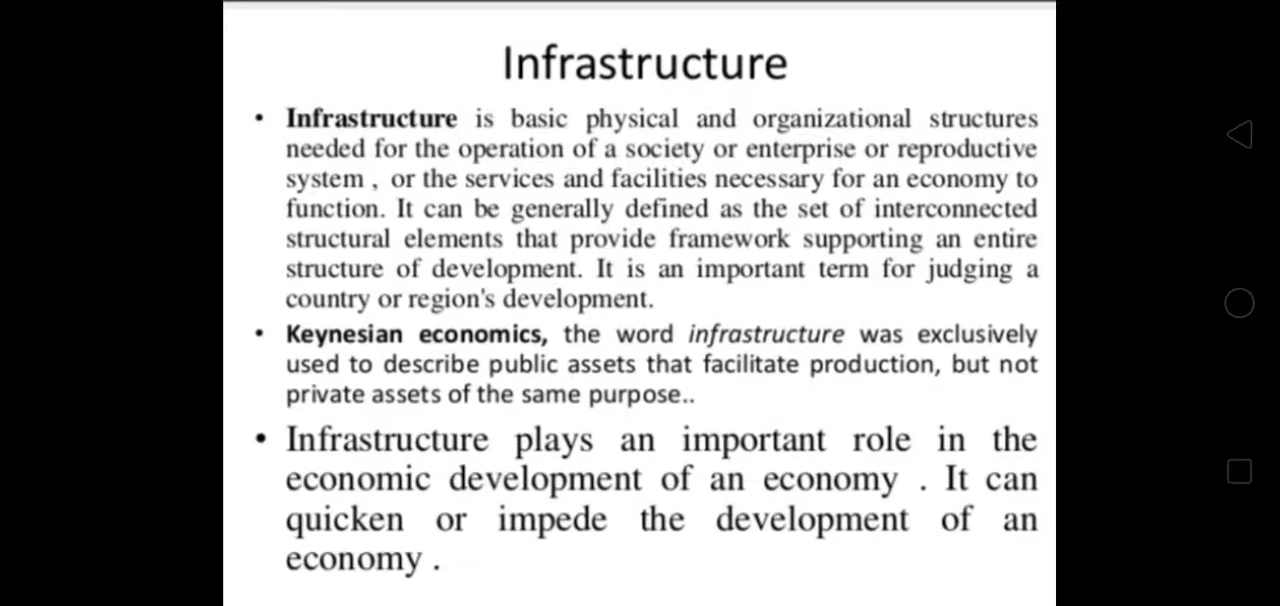 Infrastructure
• Infrastructure is basic physical and organizational structures
needed for the operation of a society or enterprise or reproductive
system , or the services and facilities necessary for an economy to
function. It can be generally defined as the set of interconnected
structural elements that provide framework supporting an entire
structure of development. It is an important term for judging a
country or region's development.
• Keynesian economics, the word infrastructure was exclusively
used to describe public assets that facilitate production, but not
private assets of the same purpose..
• Infrastructure plays an important role in the
economic development of an economy . It can
quicken or impede the development of an
economy .